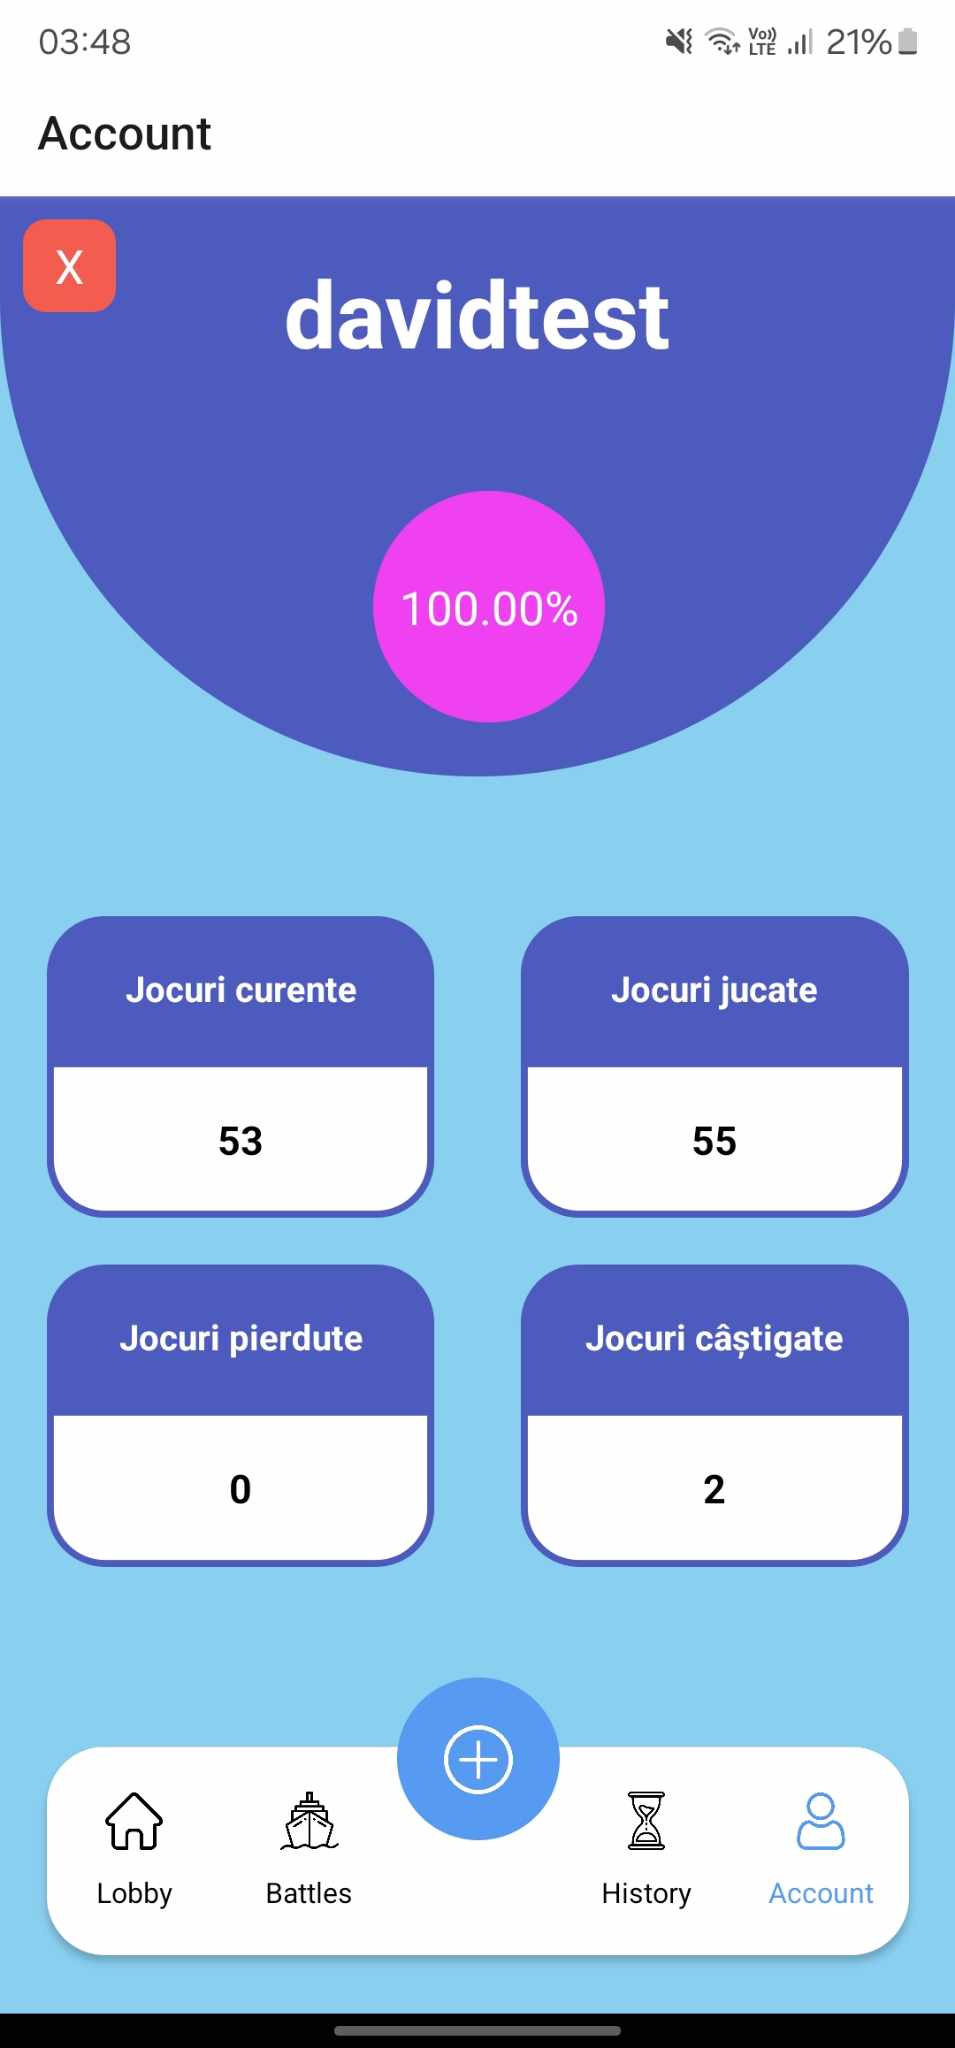 03:48
Vo))
LTE
21%
Account
X
davidtest
100.00%
Jocuri curente
Jocuri jucate
53
55
Jocuri pierdute
Jocuri câștigate
0
2
Lobby
Battles
History
Account